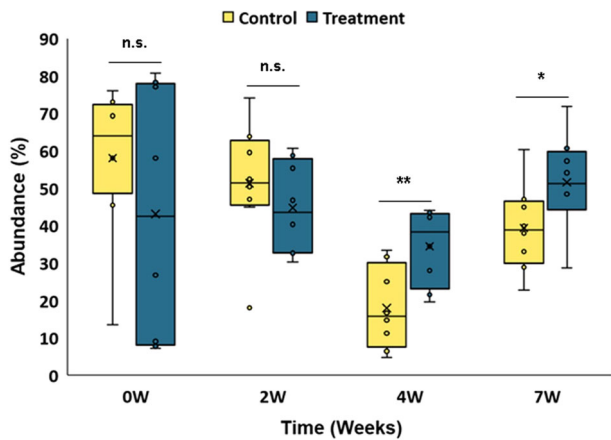 Control Treatment
90
80
70
60
50
40
30
20
10
0
Abundance (%)
n.s.
n.s.
**
*
0W 2W 4W 7W
Time (Weeks)